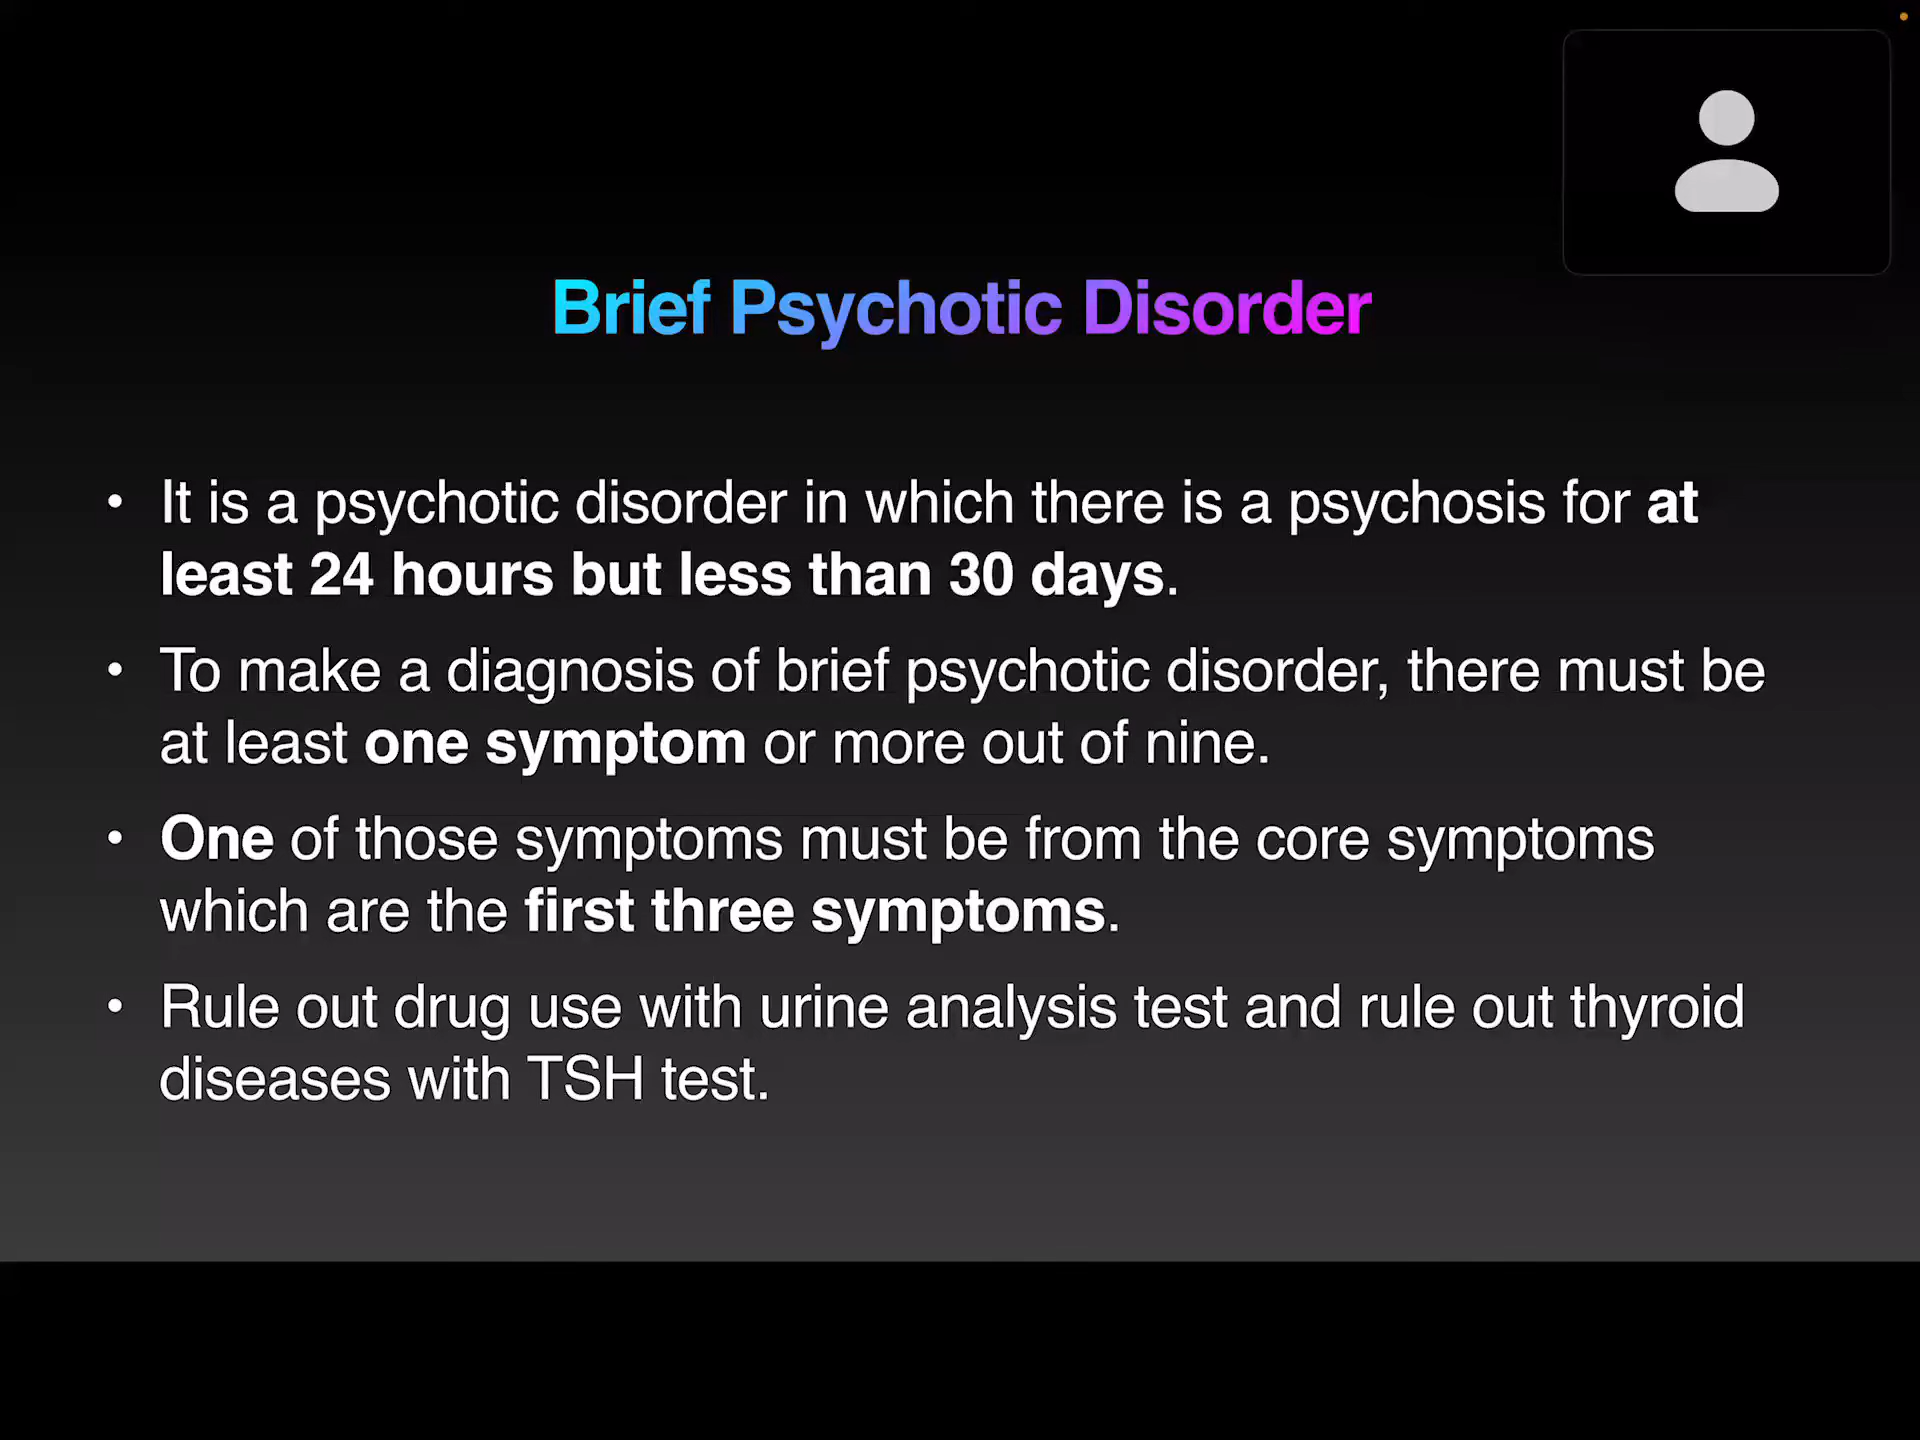 Brief Psychotic Disorder
• It is a psychotic disorder in which there is a psychosis for at
least 24 hours but less than 30 days.
• To make a diagnosis of brief psychotic disorder, there must be
at least one symptom or more out of nine.
• One of those symptoms must be from the core symptoms
which are the first three symptoms.
• Rule out drug use with urine analysis test and rule out thyroid
diseases with TSH test.